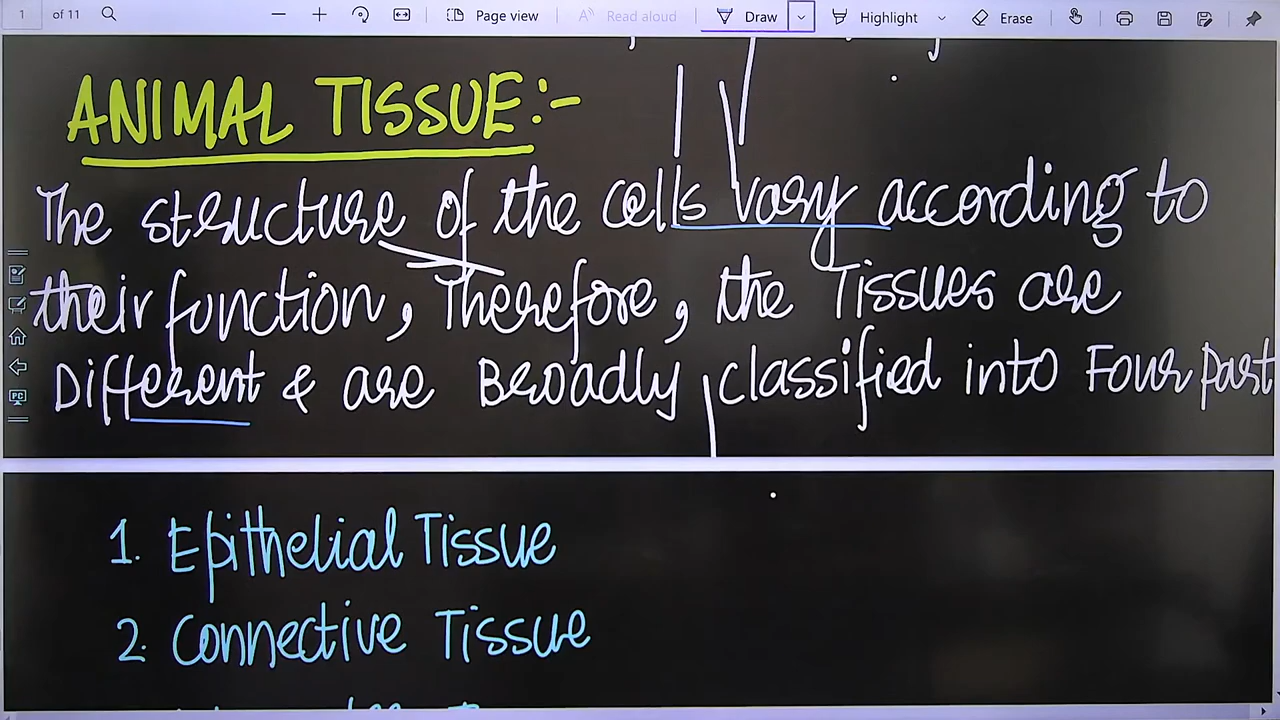 1 of 11 Page view Read aloud Draw Highlight Erase
ANIMAL TISSUE:-
The structure of the cells vary according to
their function, Therefore, the Tissues are
Different & are Broadly classified into Four Part
1. Epithelial Tissue
2. Connective Tissue